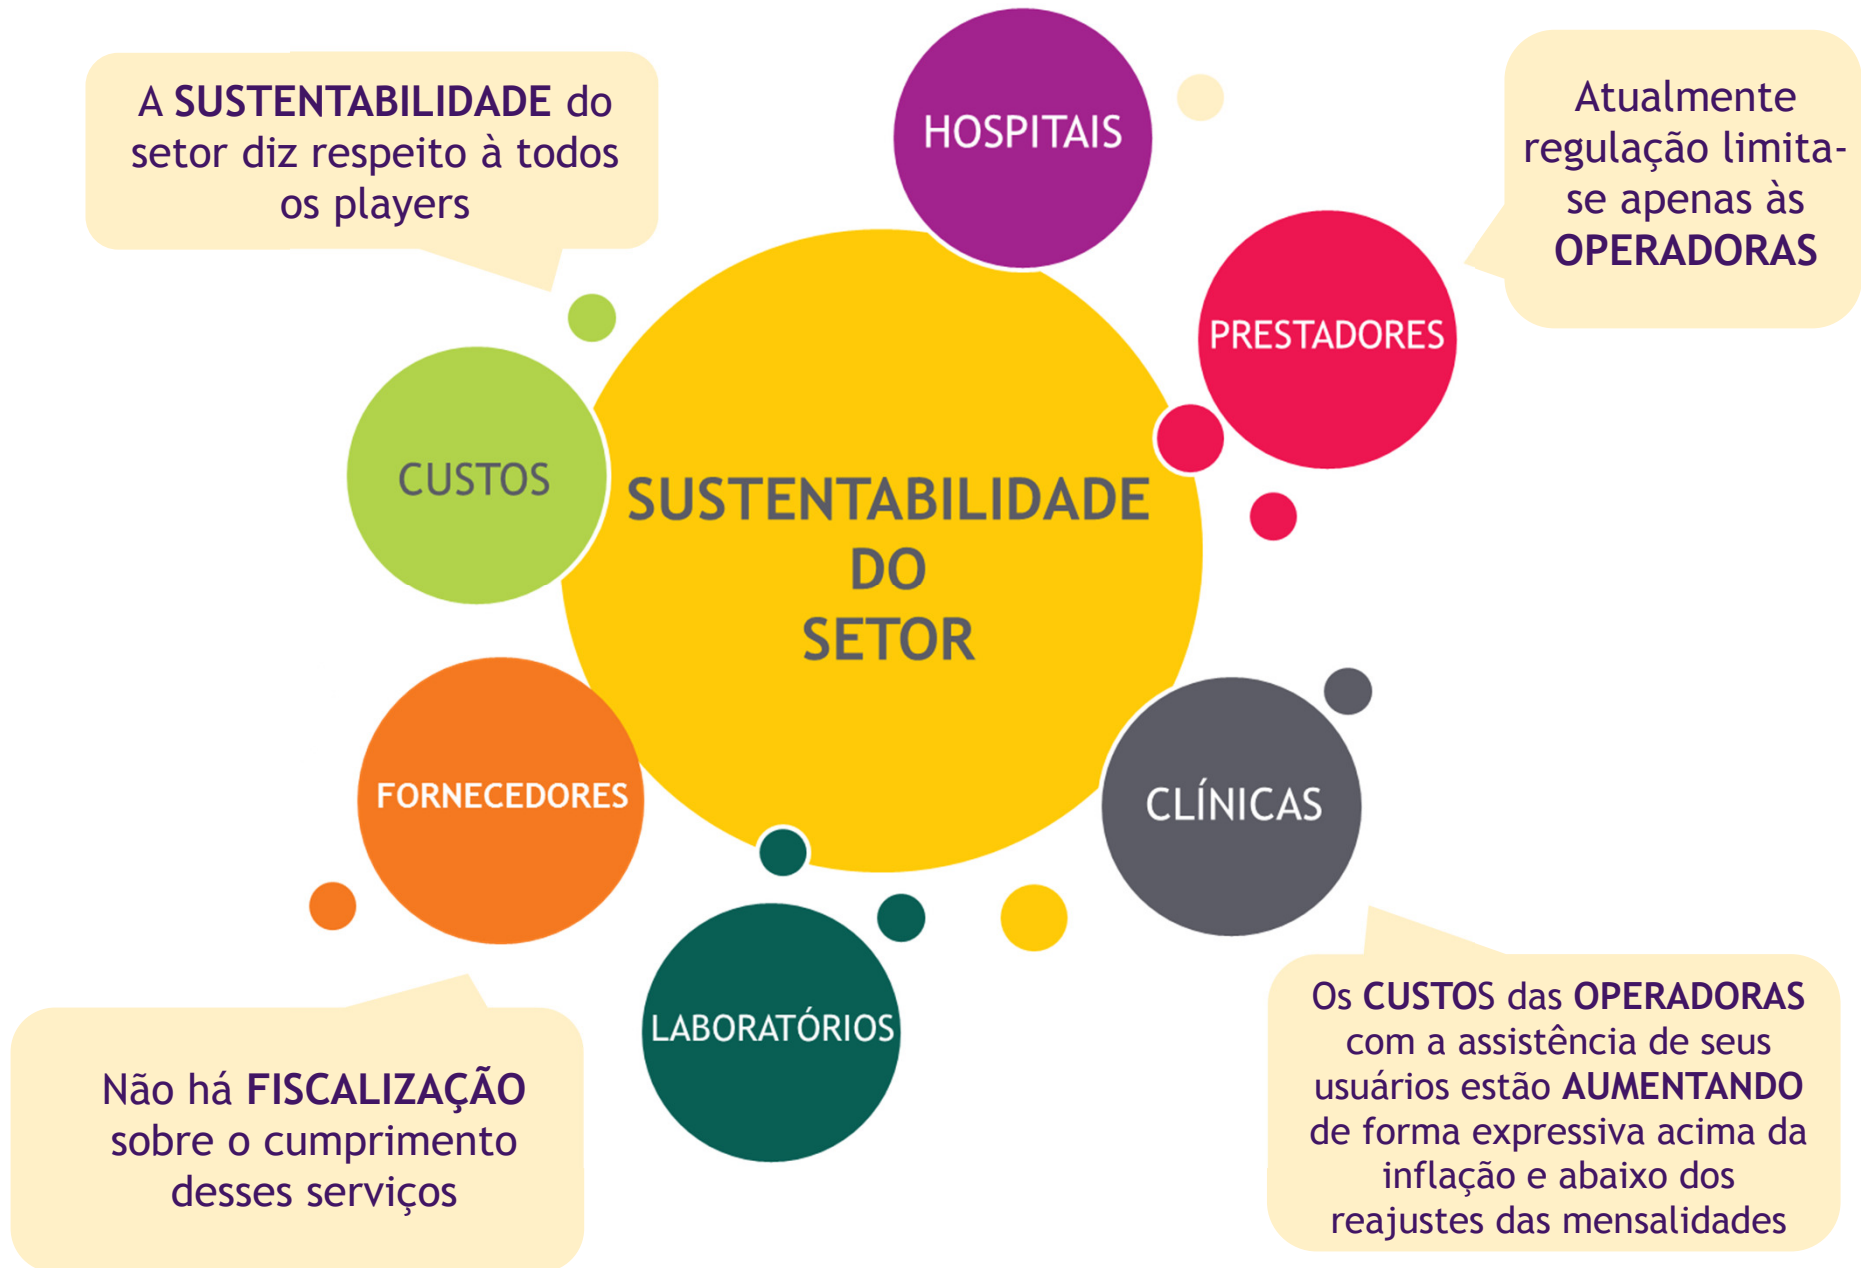 A SUSTENTABILIDADE do
setor diz respeito à todos
os players
HOSPITAIS
Atualmente
regulação limita-
se apenas às
OPERADORAS
PRESTADORES
CUSTOS
SUSTENTABILIDADE
DO
SETOR
FORNECEDORES
CLÍNICAS
LABORATÓRIOS
Não há FISCALIZAÇÃO
sobre o cumprimento
desses serviços
Os CUSTOS das OPERADORAS
com a assistência de seus
usuários estão AUMENTANDO
de forma expressiva acima da
inflação e abaixo dos
reajustes das mensalidades